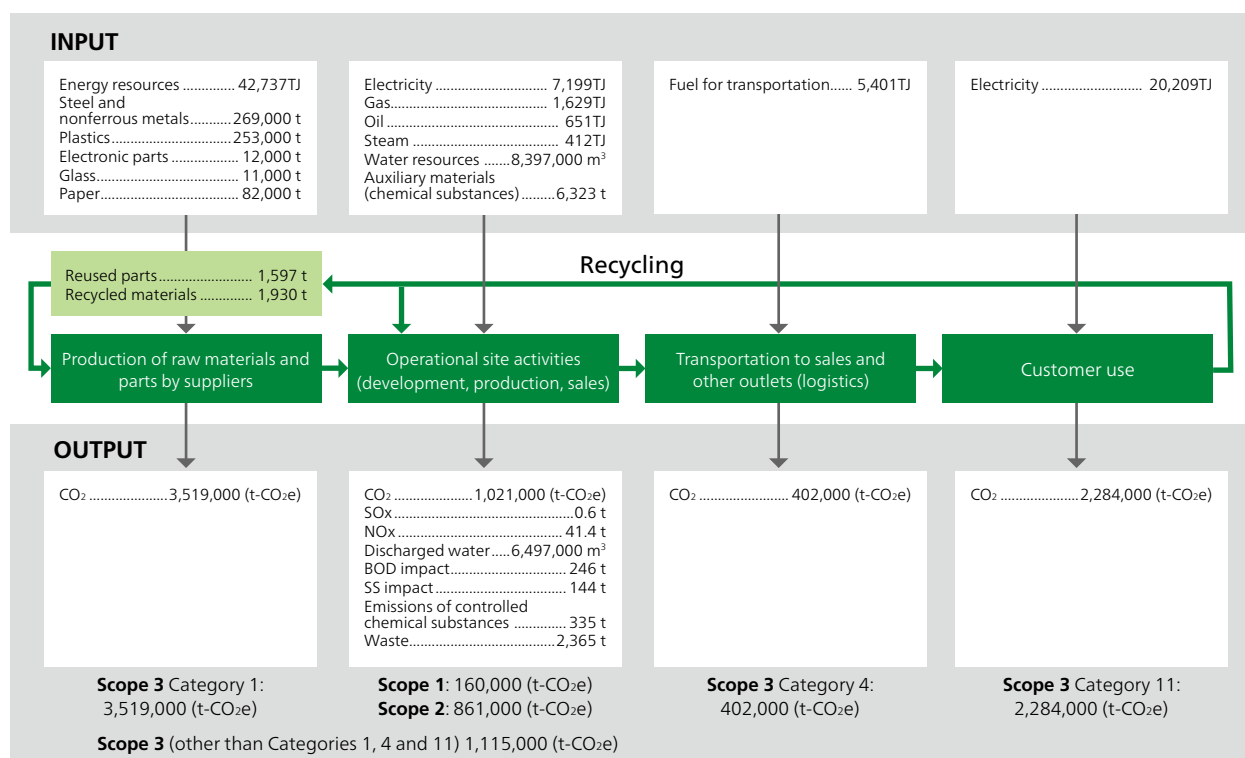 INPUT
Energy resources .............. 42,737TJ
Steel and
nonferrous metals...........269,000 t
Plastics................................253,000 t
Electronic parts .................. 12,000 t
Glass..................................... 11,000 t
Paper..................................... 82,000 t
Electricity .............................. 7,199TJ
Gas.......................................... 1,629TJ
Oil .............................................. 651TJ
Steam ....................................... 412TJ
Water resources .......8,397,000 m³
Auxiliary materials
(chemical substances).........6,323 t
Fuel for transportation...... 5,401TJ
Electricity ........................... 20,209TJ
Reused parts......................... 1,597 t
Recycled materials .............. 1,930 t
Recycling
Production of raw materials and
parts by suppliers
Operational site activities
(development, production, sales)
Transportation to sales and
other outlets (logistics)
Customer use
OUTPUT
CO₂ .....................3,519,000 (t-CO₂e)
CO₂ .....................1,021,000 (t-CO₂e)
SOx................................................0.6 t
NOx ............................................ 41.4 t
Discharged water.....6,497,000 m³
BOD impact............................... 246 t
SS impact.................................... 144 t
Emissions of controlled
chemical substances .............. 335 t
Waste.......................................2,365 t
CO₂ ........................ 402,000 (t-CO₂e)
CO₂ .....................2,284,000 (t-CO₂e)
Scope 3 Category 1:
3,519,000 (t-CO₂e)
Scope 1: 160,000 (t-CO₂e)
Scope 2: 861,000 (t-CO₂e)
Scope 3 Category 4:
402,000 (t-CO₂e)
Scope 3 Category 11:
2,284,000 (t-CO₂e)
Scope 3 (other than Categories 1, 4 and 11) 1,115,000 (t-CO₂e)